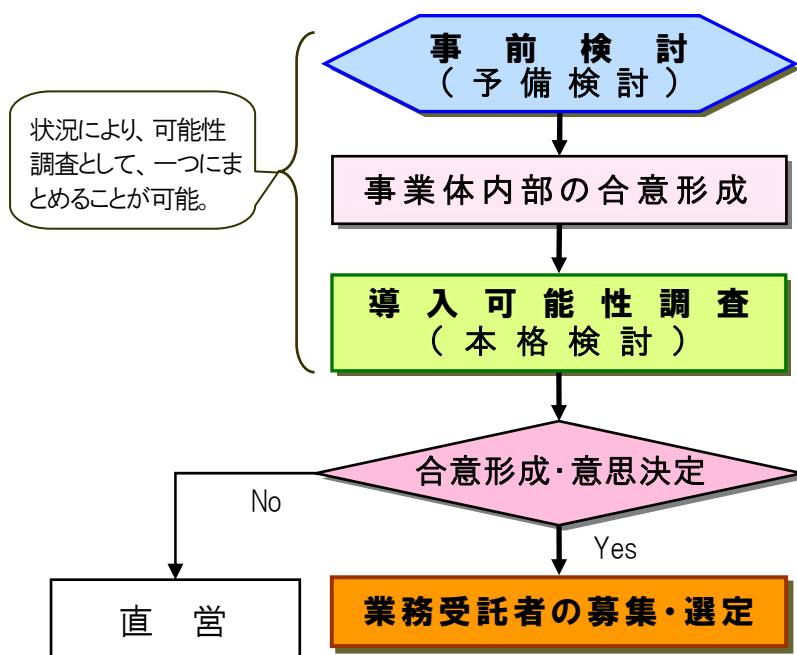 事前検討
(予備検討)
状況により、可能性
調査として、一つにま
とめることが可能。
事業体内部の合意形成
導入可能性調査
(本格検討)
合意形成・意思決定
No
Yes
直営
業務受託者の募集・選定